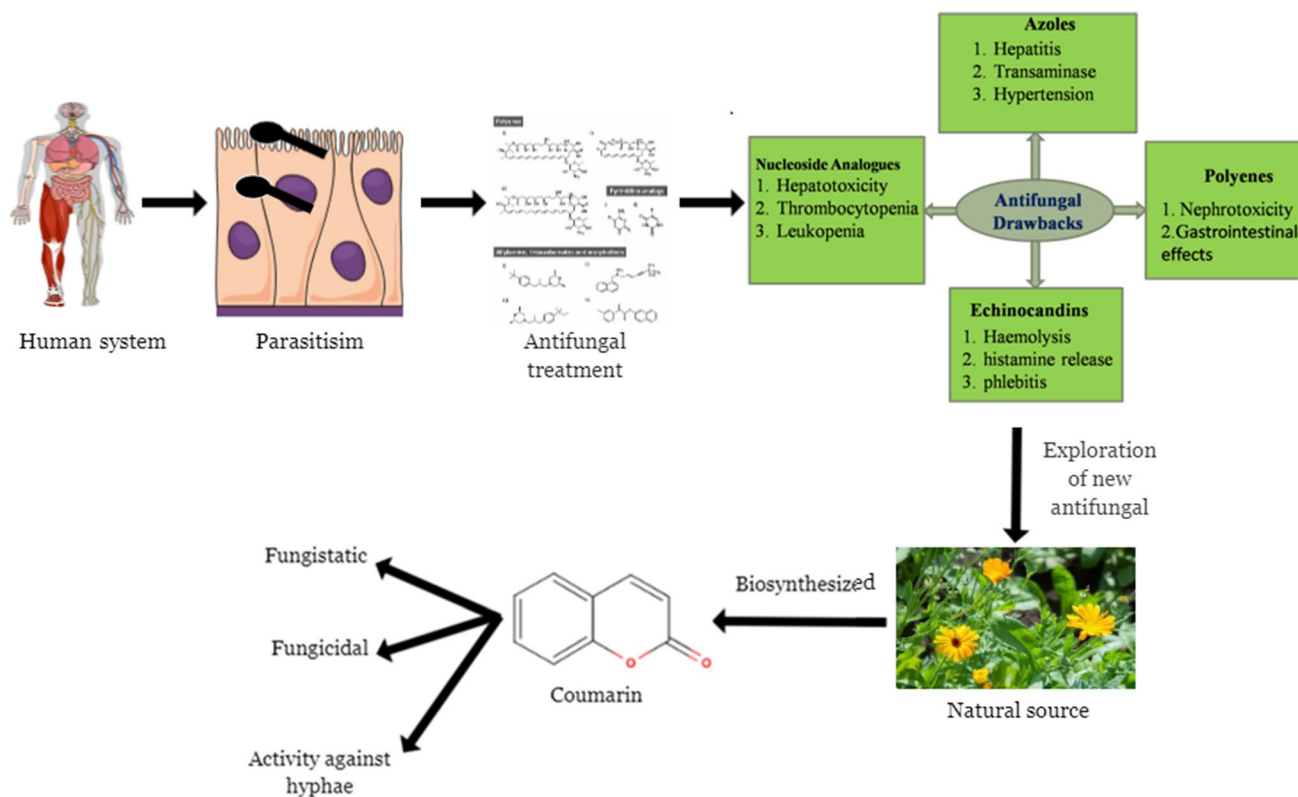 Azoles
1. Hepatitis
2. Transaminase
3. Hypertension
Nucleoside Analogues
1. Hepatotoxicity
2. Thrombocytopenia
3. Leukopenia
Antifungal
Drawbacks
Polyenes
1. Nephrotoxicity
2.Gastrointestinal
effects
Echinocandins
1. Haemolysis
2. histamine release
3. phlebitis
Human system
Parasitisim
Polyenes
Antifungal
treatment
Exploration
of new
antifungal
Fungistatic
Fungicidal
Activity against
hyphae
O
O
Coumarin
Biosynthesized
Natural source